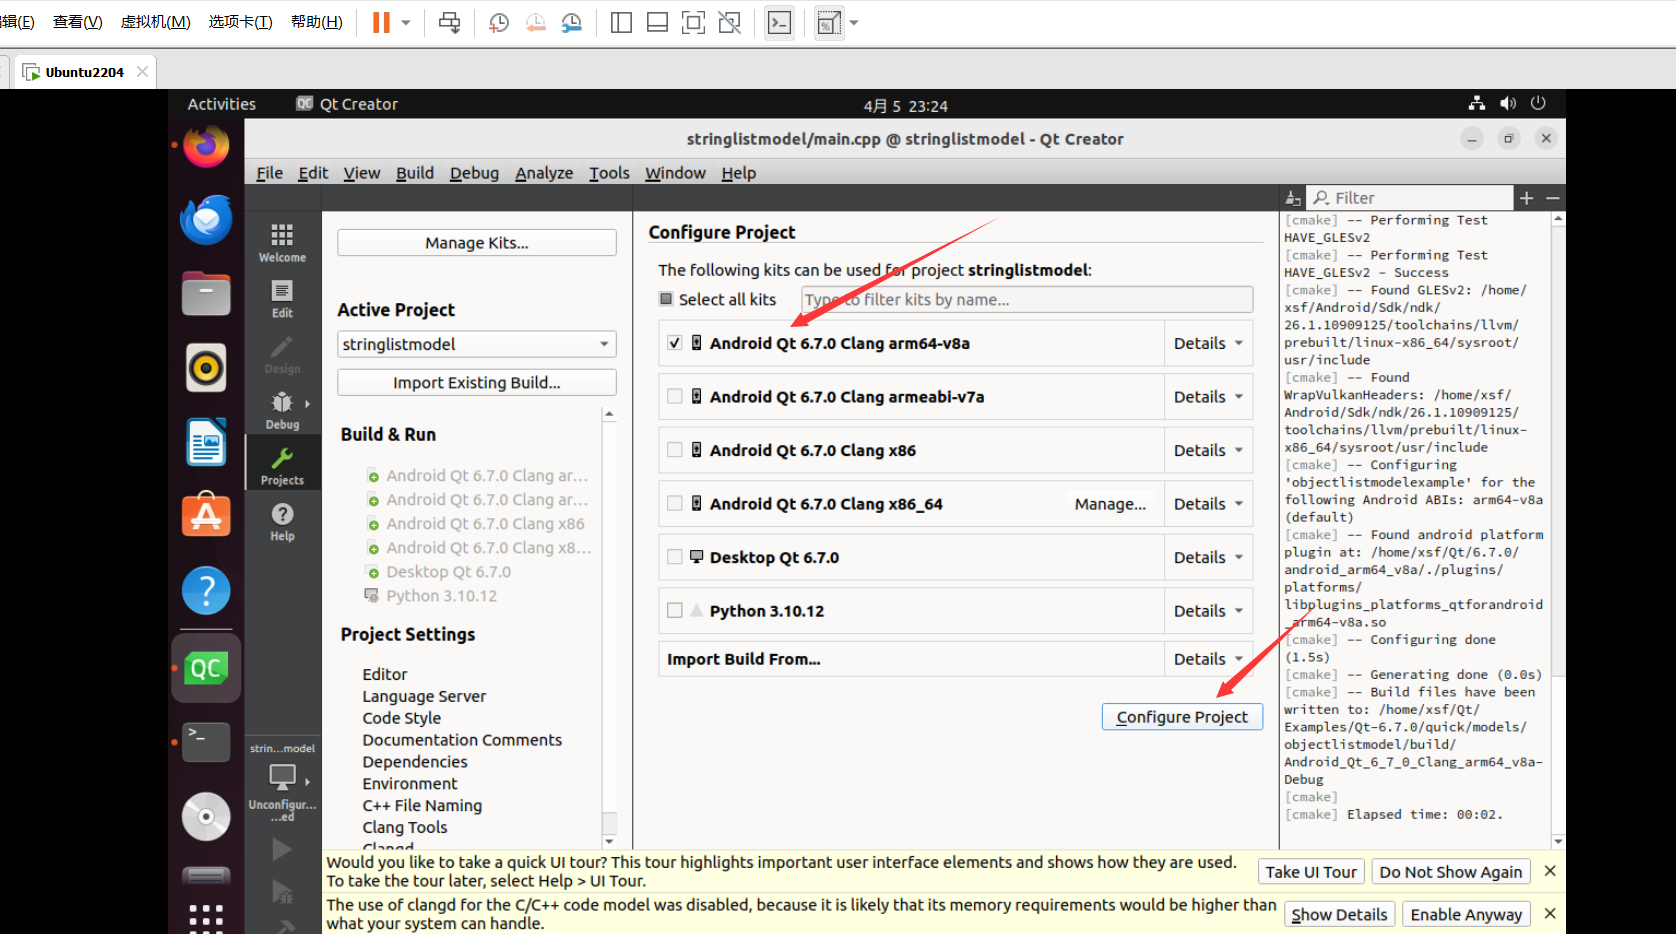 编辑(E) 查看(V) 虚拟机(M) 选项卡(T) 帮助(H)
Ubuntu2204
Activities
Qt Creator
4月 5 23:24
stringlistmodel/main.cpp @ stringlistmodel - Qt Creator
File Edit View Build Debug Analyze Tools Window Help
Filter
Welcome
Edit
Design
Debug
Projects
Help
strin...model
Unconfigur...
...ed
Manage Kits...
Active Project
stringlistmodel
Import Existing Build...
Build & Run
Android Qt 6.7.0 Clang ar...
Android Qt 6.7.0 Clang ar...
Android Qt 6.7.0 Clang x86
Android Qt 6.7.0 Clang x8...
Desktop Qt 6.7.0
Python 3.10.12
Project Settings
Editor
Language Server
Code Style
Documentation Comments
Dependencies
Environment
C++ File Naming
Clang Tools
Clangd
Configure Project
The following kits can be used for project stringlistmodel:
Select all kits
Type to filter kits by name...
Android Qt 6.7.0 Clang arm64-v8a Details
Android Qt 6.7.0 Clang armeabi-v7a Details
Android Qt 6.7.0 Clang x86 Details
Android Qt 6.7.0 Clang x86_64 Manage... Details
Desktop Qt 6.7.0 Details
Python 3.10.12 Details
Import Build From... Details
Configure Project
[cmake] -- Performing Test
HAVE_GLESv2
[cmake] -- Performing Test
HAVE_GLESv2 - Success
[cmake] -- Found GLESv2: /home/
xsf/Android/Sdk/ndk/
26.1.10909125/toolchains/llvm/
prebuilt/linux-x86_64/sysroot/
usr/include
[cmake] -- Found
WrapVulkanHeaders: /home/xsf/
Android/Sdk/ndk/26.1.10909125/
toolchains/llvm/prebuilt/linux-
x86_64/sysroot/usr/include
[cmake] -- Configuring
'objectlistmodelexample' for the
following Android ABIs: arm64-v8a
(default)
[cmake] -- Found android platform
plugin at: /home/xsf/Qt/6.7.0/
android_arm64_v8a/./plugins/
platforms/
libplugins_platforms_qtforandroid
_arm64-v8a.so
[cmake] -- Configuring done
(1.5s)
[cmake] -- Generating done (0.0s)
[cmake] -- Build files have been
written to: /home/xsf/Qt/
Examples/Qt-6.7.0/quick/models/
objectlistmodel/build/
Android_Qt_6_7_0_Clang_arm64_v8a-
Debug
[cmake]
[cmake] Elapsed time: 00:02.
Would you like to take a quick UI tour? This tour highlights important user interface elements and shows how they are used.
To take the tour later, select Help > UI Tour.
Take UI Tour
Do Not Show Again
The use of clangd for the C/C++ code model was disabled, because it is likely that its memory requirements would be higher than
what your system can handle.
Show Details
Enable Anyway